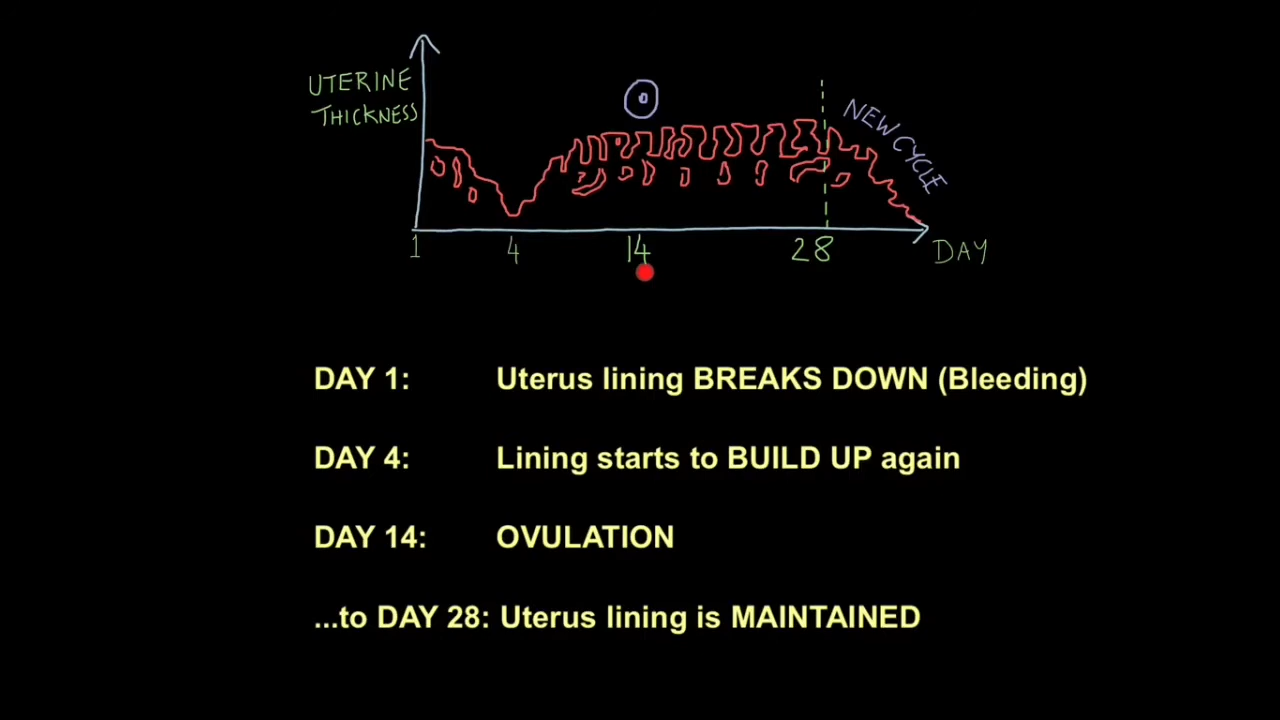 UTERINE
THICKNESS
NEW CYCLE
1 4 14 28 DAY
DAY 1: Uterus lining BREAKS DOWN (Bleeding)
DAY 4: Lining starts to BUILD UP again
DAY 14: OVULATION
...to DAY 28: Uterus lining is MAINTAINED